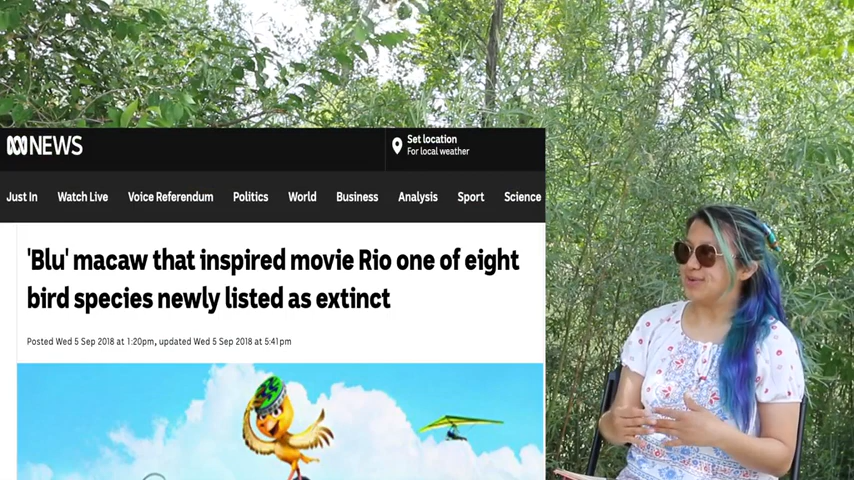 NEWS
Set location
For local weather
Just In Watch Live Voice Referendum Politics World Business Analysis Sport Science
'Blu' macaw that inspired movie Rio one of eight
bird species newly listed as extinct
Posted Wed 5 Sep 2018 at 1:20pm, updated Wed 5 Sep 2018 at 5:41pm